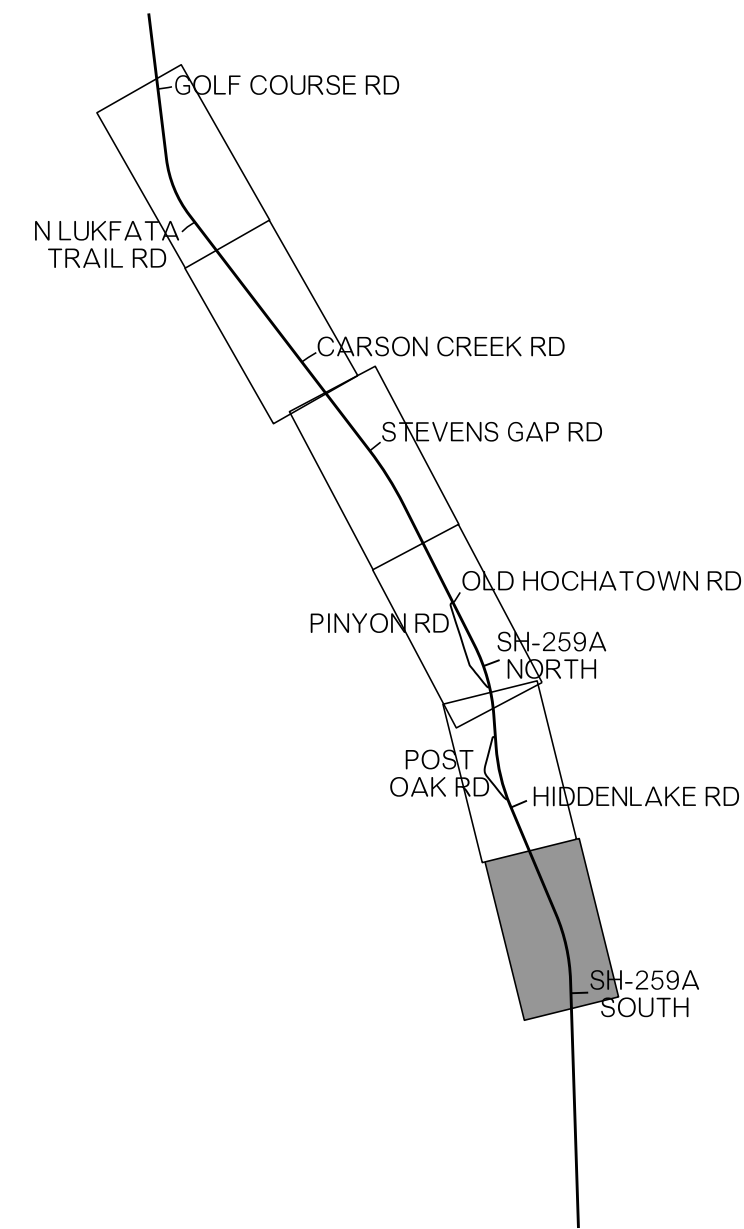 GOLF COURSE RD
N LUKFATA
TRAIL RD
CARSON CREEK RD
STEVENS GAP RD
OLD HOCHATOWN RD
PINYON RD
SH-259A
NORTH
POST
OAK RD
HIDDENLAKE RD
SH-259A
SOUTH